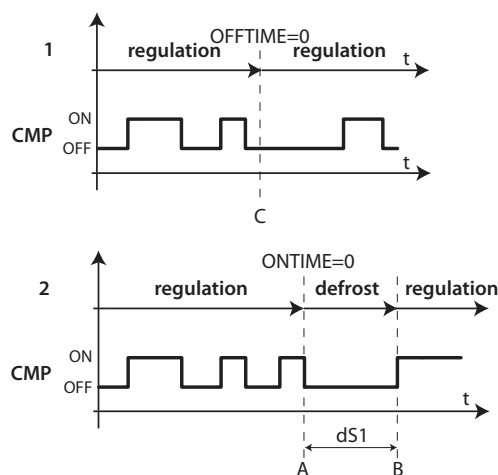 OFFTIME=0
1 regulation regulation
t
ON
CMP OFF
t
C
ONTIME=0
2 regulation defrost regulation
ON
CMP OFF
t
dS1
A B